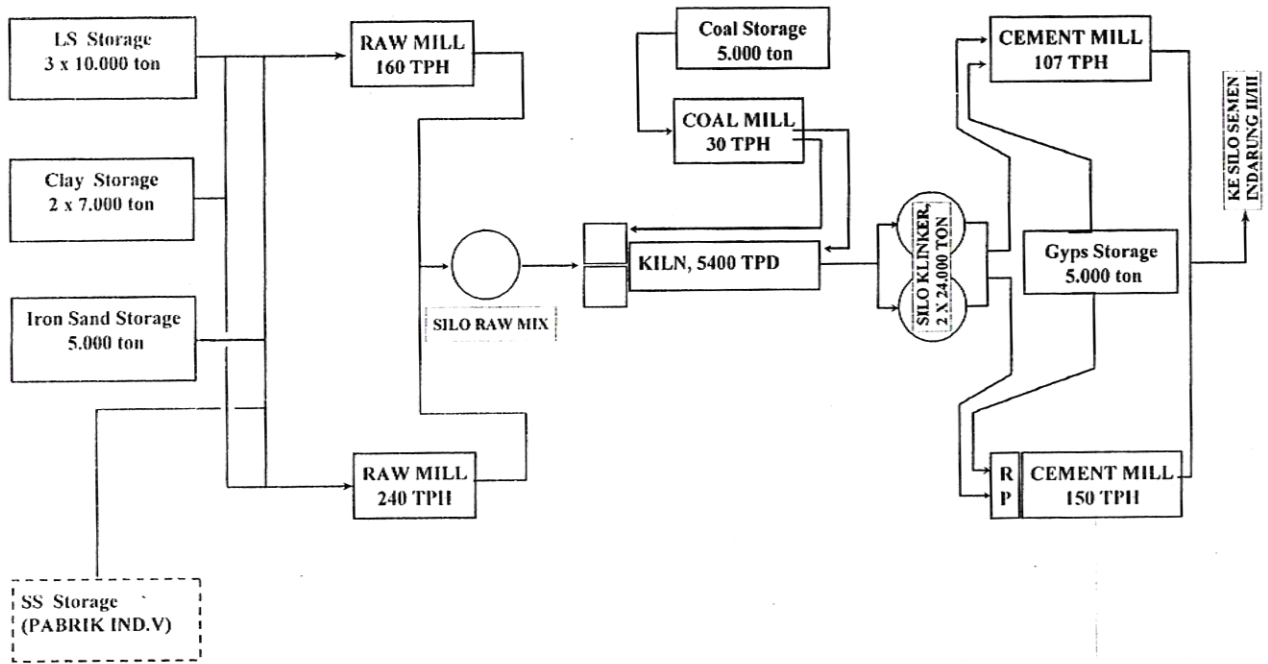 LS Storage
3 x 10.000 ton
RAW MILL
160 TPH
Coal Storage
5.000 ton
CEMENT MILL
107 TPH
COAL MILL
30 TPH
Clay Storage
2 x 7.000 ton
KE SILO SEMEN
INDARUNG II/III
KILN, 5400 TPD
SILO KLINKER,
2 X 24.000 TON
Gyps Storage
5.000 ton
Iron Sand Storage
5.000 ton
SILO RAW MIX
RAW MILL
240 TPH
R
P
CEMENT MILL
150 TPH
SS Storage
(PABRIK IND.V)